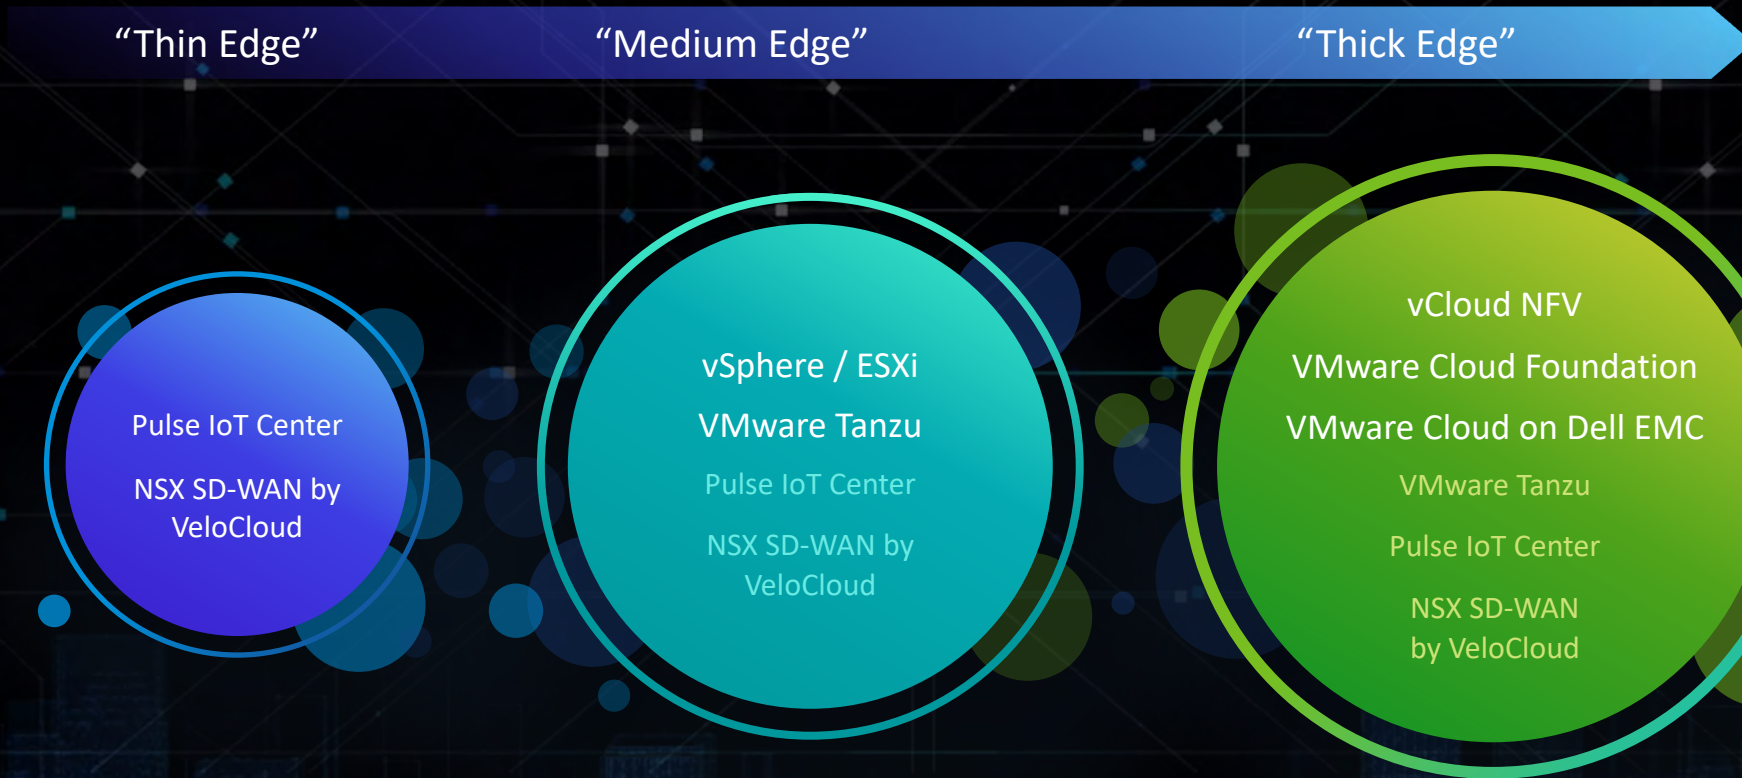 “Thin Edge”
“Medium Edge”
“Thick Edge”
Pulse IoT Center
NSX SD-WAN by
VeloCloud
vSphere / ESXi
VMware Tanzu
Pulse IoT Center
NSX SD-WAN by
VeloCloud
vCloud NFV
VMware Cloud Foundation
VMware Cloud on Dell EMC
VMware Tanzu
Pulse IoT Center
NSX SD-WAN
by VeloCloud